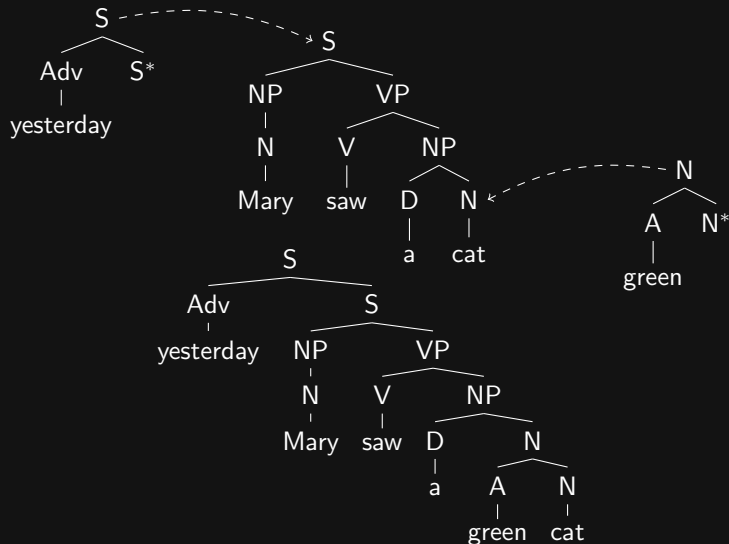 S
S
Adv S*
NP VP
yesterday
N V NP
N
Mary saw D N
A N*
a cat
S
green
Adv S
yesterday NP VP
N V NP
Mary saw D N
a A N
green cat